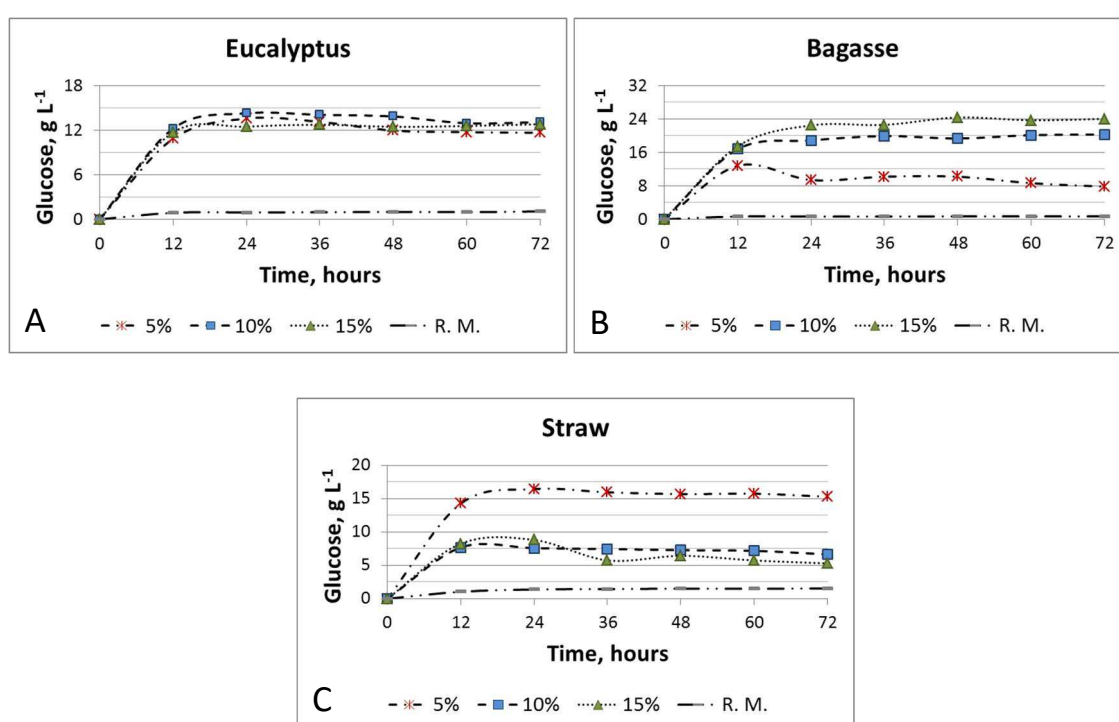 Eucalyptus
Glucose, g L⁻¹
18
12
6
0
0 12 24 36 48 60 72
Time, hours
A
5% 10% 15% R. M.
Bagasse
Glucose, g L⁻¹
32
24
16
8
0
0 12 24 36 48 60 72
Time, hours
B
5% 10% 15% R. M.
Straw
Glucose, g L⁻¹
20
15
10
5
0
0 12 24 36 48 60 72
Time, hours
C
5% 10% 15% R. M.